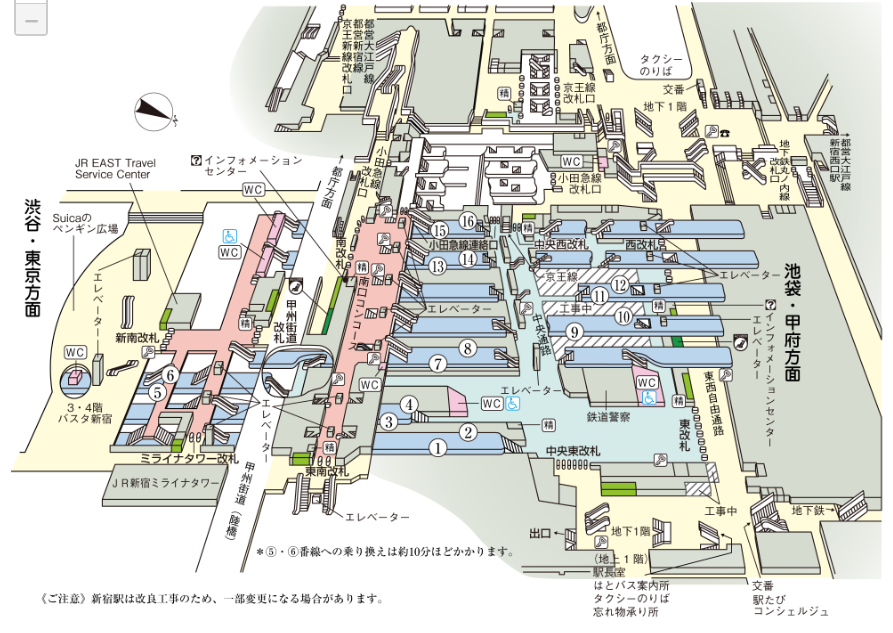 都営大江戸線
都営新宿線
京王新線改札口
都庁方面
タクシー
のりば
交番
地下1階
京王線
改札口
精
WC
小田急線
改札口
地下鉄丸ノ内線
改札口
都営大江戸線
新宿西口駅
JR EAST Travel
Service Center
インフォメーション
センター
WC
都庁方面
小田急線
改札口
渋谷・東京方面
Suicaの
ペンギン広場
エレベーター
WC
南改札
精
南口コンコース
⑯
⑮
小田急線連絡口
⑭
⑬
エレベーター
精
中央西改札
西改札
京王線
⑫
⑪
エレベーター
工事中
精
⑩
⑨
中央通路
池袋・甲府方面
インフォメーションセンター
エレベーター
甲州街道
改札
精
新南改札
⑥
⑤
WC
3・4階
バスタ新宿
エレベーター
⑧
⑦
WC
エレベーター
④
③
WC
②
①
WC
鉄道警察
精
精
東改札
東西自由通路
ミライナタワー改札
JR新宿ミライナタワー
甲州街道(陸橋)
精
東南改札
エレベーター
中央東改札
工事中
地下鉄
出口
地下1階
(地上1階)
駅長室
はとバス案内所
タクシーのりば
忘れ物承り所
交番
駅たび
コンシェルジュ
*⑤・⑥番線への乗り換えは約10分ほどかかります。
《ご注意》新宿駅は改良工事のため、一部変更になる場合があります。